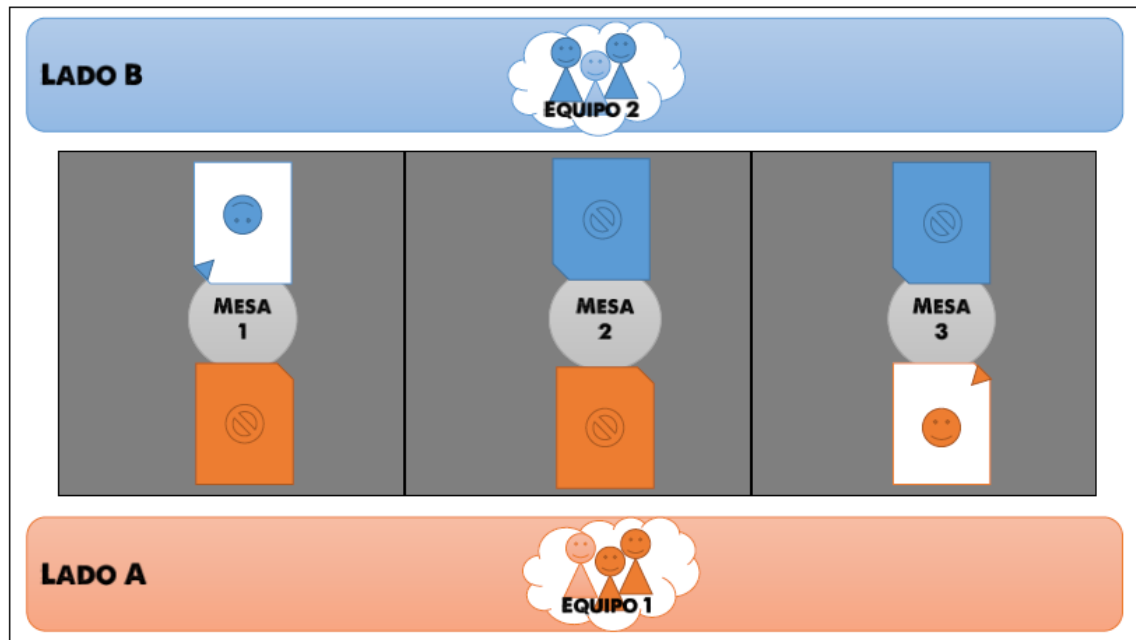 LADO B
EQUIPO 2
MESA
1
MESA
2
MESA
3
LADO A
EQUIPO 1